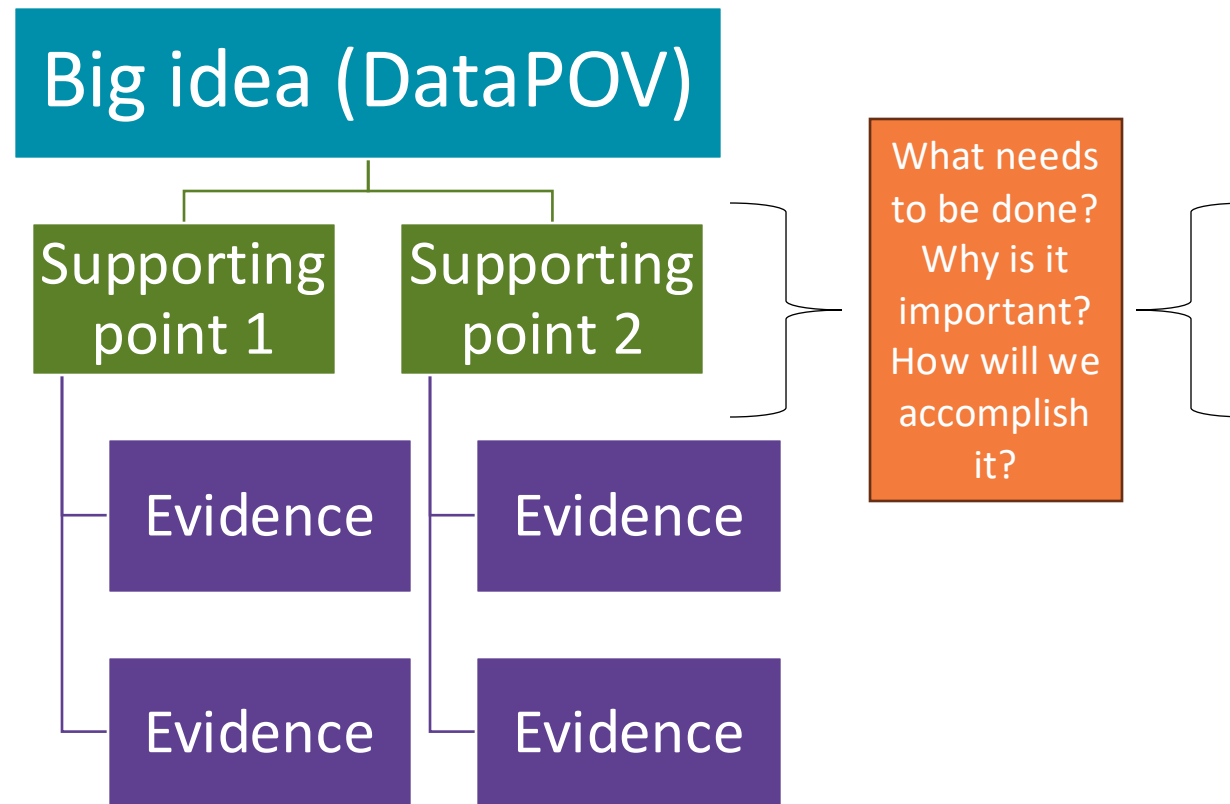 Big idea (DataPOV)
Supporting
point 1
Supporting
point 2
What needs
to be done?
Why is it
important?
How will we
accomplish
it?
Evidence
Evidence
Evidence
Evidence